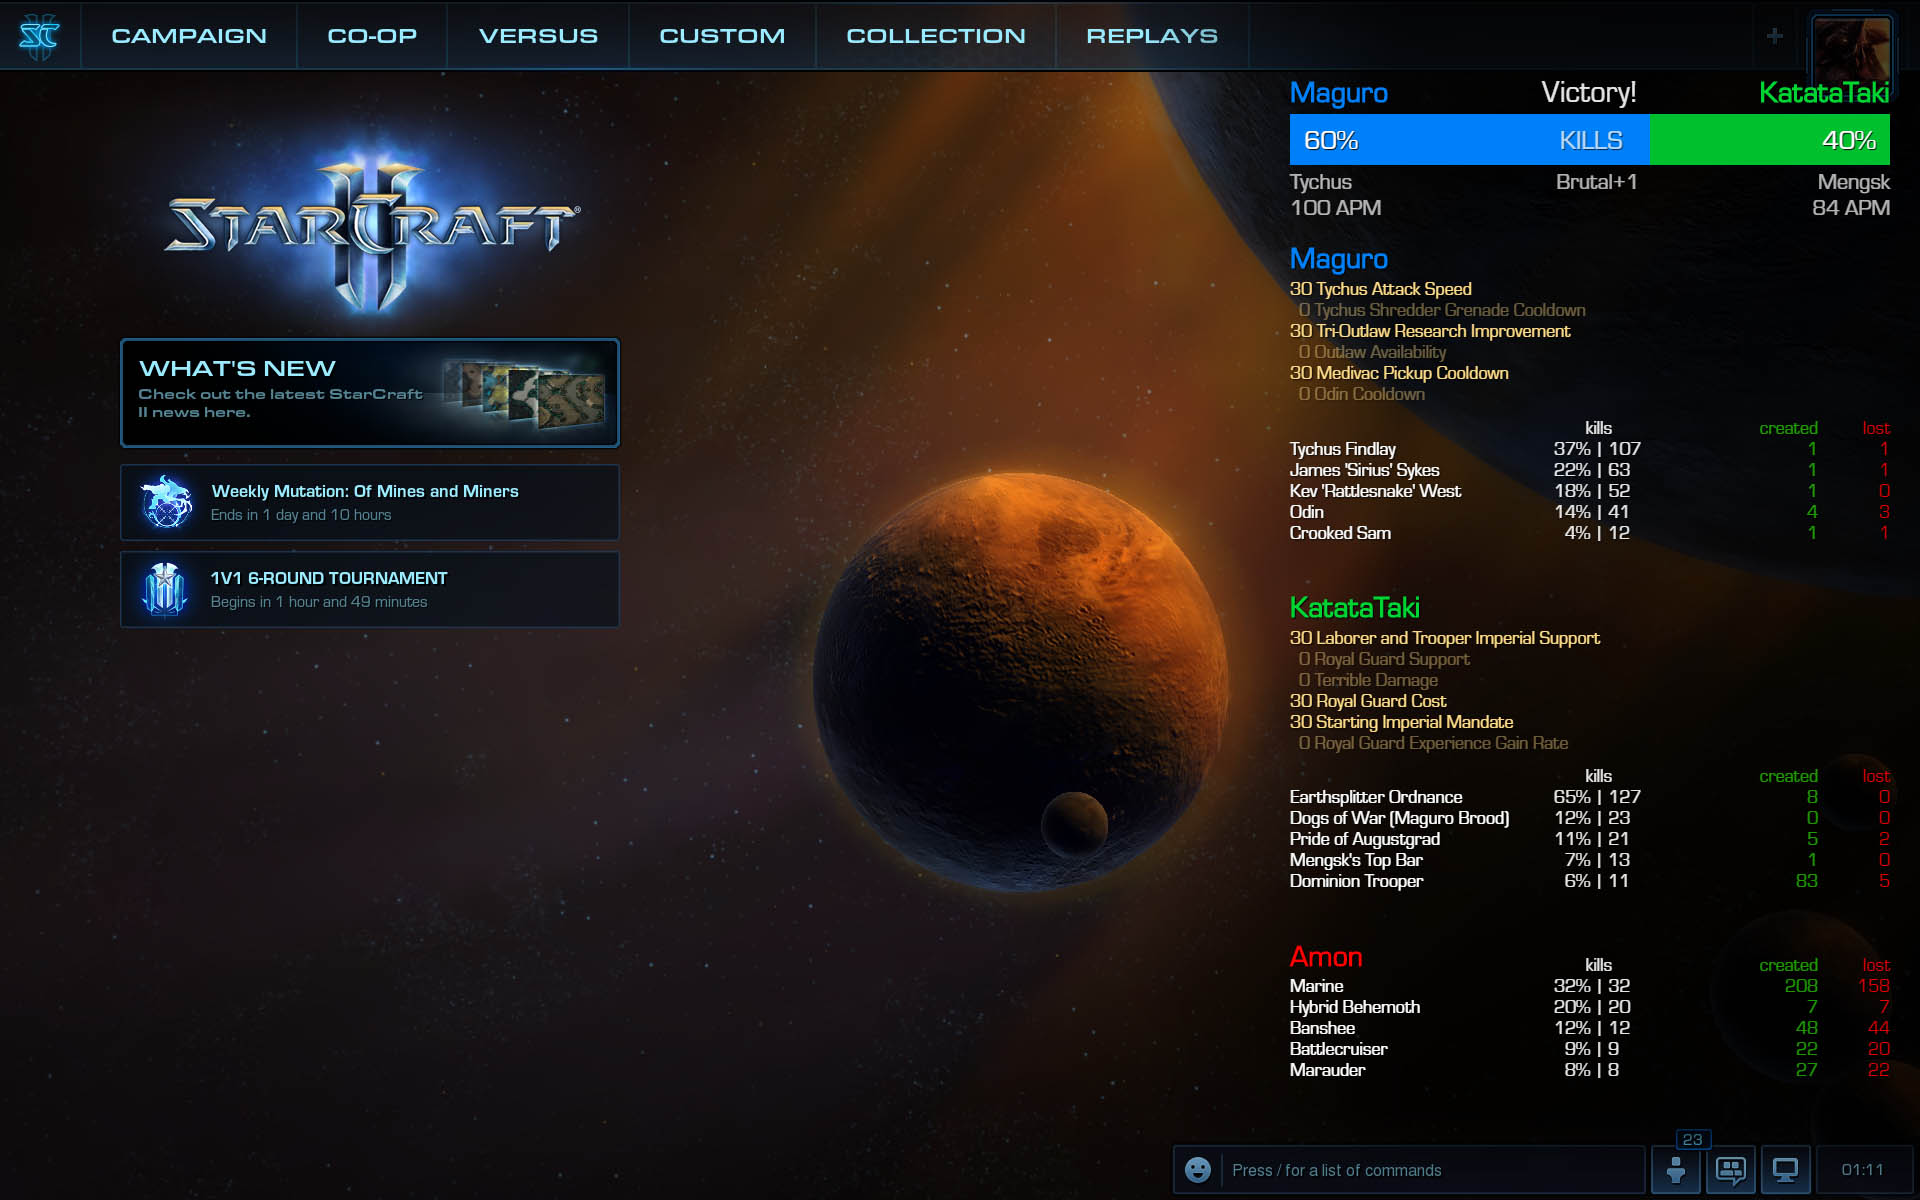 SC
CAMPAIGN
CO-OP
VERSUS
CUSTOM
COLLECTION
REPLAYS
+
STARCRAFT®
II
WHAT'S NEW
Check out the latest StarCraft
II news here.
Weekly Mutation: Of Mines and Miners
Ends in 1 day and 10 hours
1V1 6-ROUND TOURNAMENT
Begins in 1 hour and 49 minutes
Maguro Victory! KatataTaki
60% KILLS 40%
Tychus Brutal+1 Mengsk
100 APM 84 APM
Maguro
30 Tychus Attack Speed
0 Tychus Shredder Grenade Cooldown
30 Tri-Outlaw Research Improvement
0 Outlaw Availability
30 Medivac Pickup Cooldown
0 Odin Cooldown
kills created lost
Tychus Findlay 37% | 107 1 1
James 'Sirius' Sykes 22% | 63 1 1
Kev 'Rattlesnake' West 18% | 52 1 0
Odin 14% | 41 4 3
Crooked Sam 4% | 12 1 1
KatataTaki
30 Laborer and Trooper Imperial Support
0 Royal Guard Support
0 Terrible Damage
30 Royal Guard Cost
30 Starting Imperial Mandate
0 Royal Guard Experience Gain Rate
kills created lost
Earthsplitter Ordnance 65% | 127 8 0
Dogs of War (Maguro Brood) 12% | 23 0 0
Pride of Augustgrad 11% | 21 5 2
Mengsk's Top Bar 7% | 13 1 0
Dominion Trooper 6% | 11 83 5
Amon kills created lost
Marine 32% | 32 208 158
Hybrid Behemoth 20% | 20 7 7
Banshee 12% | 12 48 44
Battlecruiser 9% | 9 22 20
Marauder 8% | 8 27 22
23
Press / for a list of commands
01:11